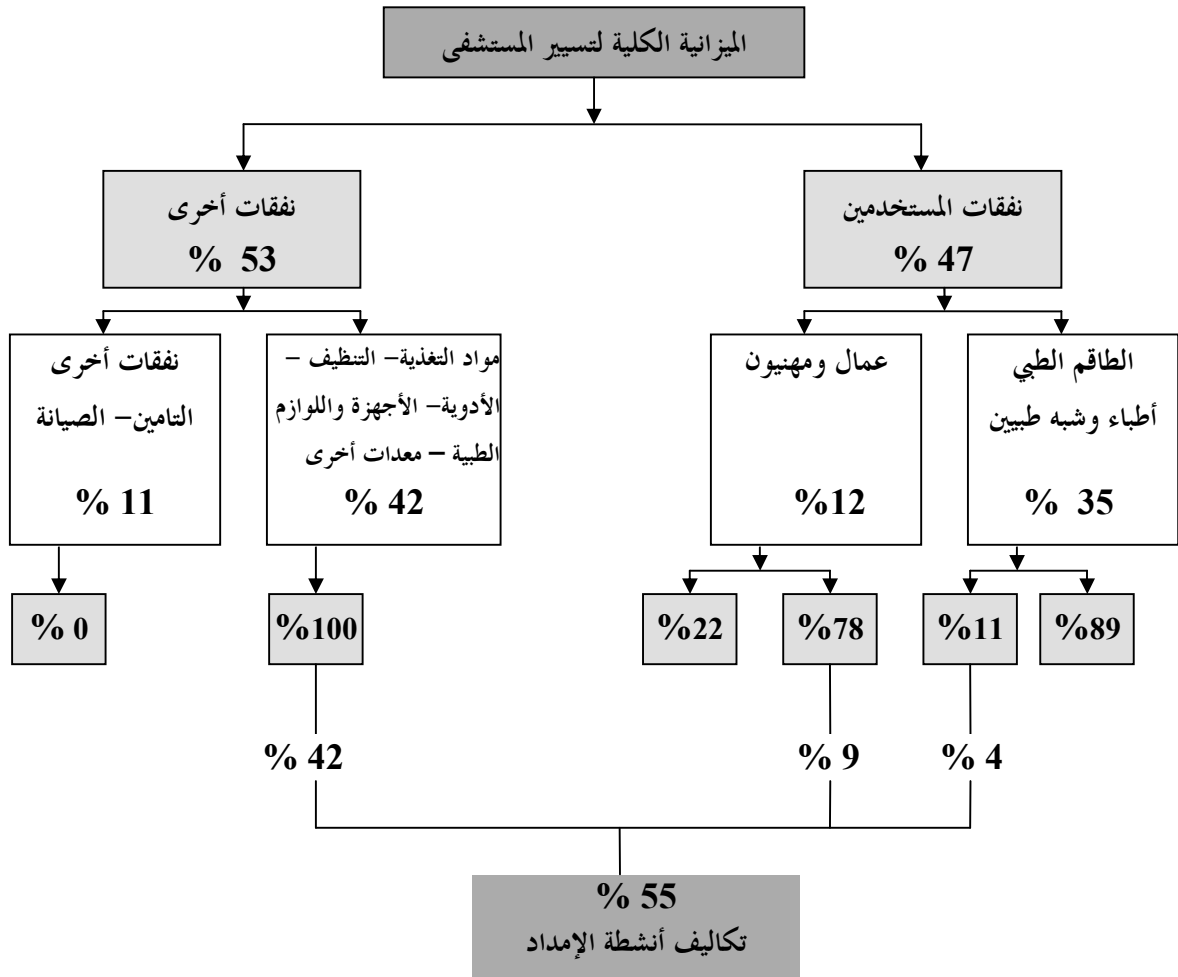 الميزانية الكلية لتسيير المستشفى
نفقات المستخدمين
% 47
نفقات أخرى
% 53
الطاقم الطبي
أطباء وشبه طبيين
% 35
عمال ومهنيون
%12
مواد التغذية– التنظيف –
الأدوية– الأجهزة واللوازم
الطبية – معدات أخرى
% 42
نفقات أخرى
التامين– الصيانة
% 11
%89
%11
%78
%22
%100
% 0
% 4
% 9
% 42
% 55
تكاليف أنشطة الإمداد